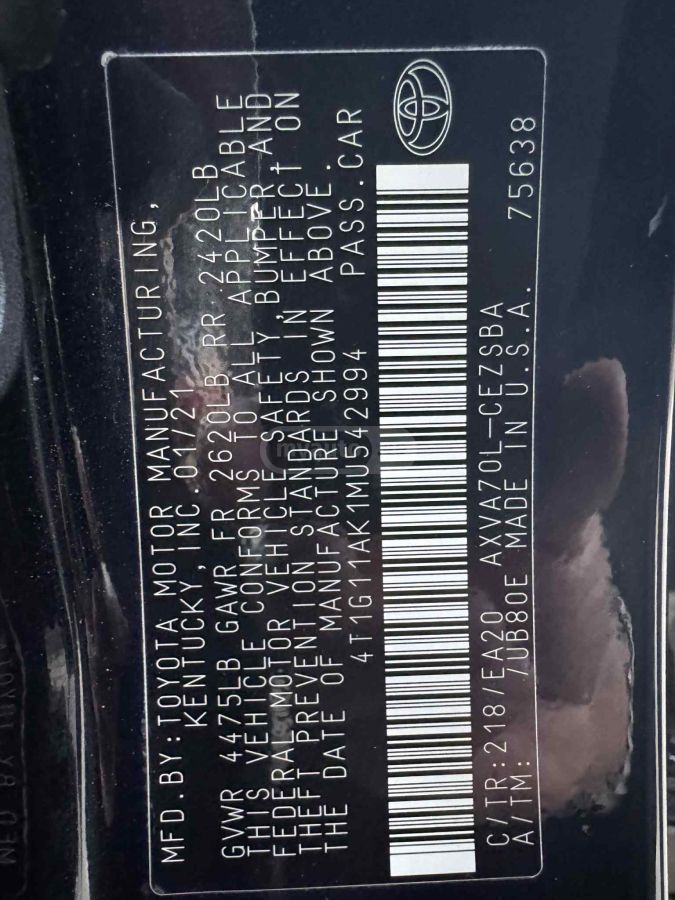 MFD.BY:TOYOTA MOTOR MANUFACTURING,
KENTUCKY,INC.01/21
GVWR 4475LB GAWR FR 2620LB RR 2420LB
THIS VEHICLE CONFORMS TO ALL APPLICABLE
FEDERAL MOTOR VEHICLE SAFETY,BUMPER,AND
THEFT PREVENTION STANDARDS IN EFFECT ON
THE DATE OF MANUFACTURE SHOWN ABOVE.
4T1G11AK1MU542994 PASS.CAR
C/TR:218/EA20 AXVA70L-CEZSBA
A/TM: /UB80E MADE IN U.S.A. 75638
myauto